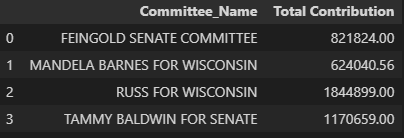 Committee_Name Total Contribution
0 FEINGOLD SENATE COMMITTEE 821824.00
1 MANDELA BARNES FOR WISCONSIN 624040.56
2 RUSS FOR WISCONSIN 1844899.00
3 TAMMY BALDWIN FOR SENATE 1170659.00